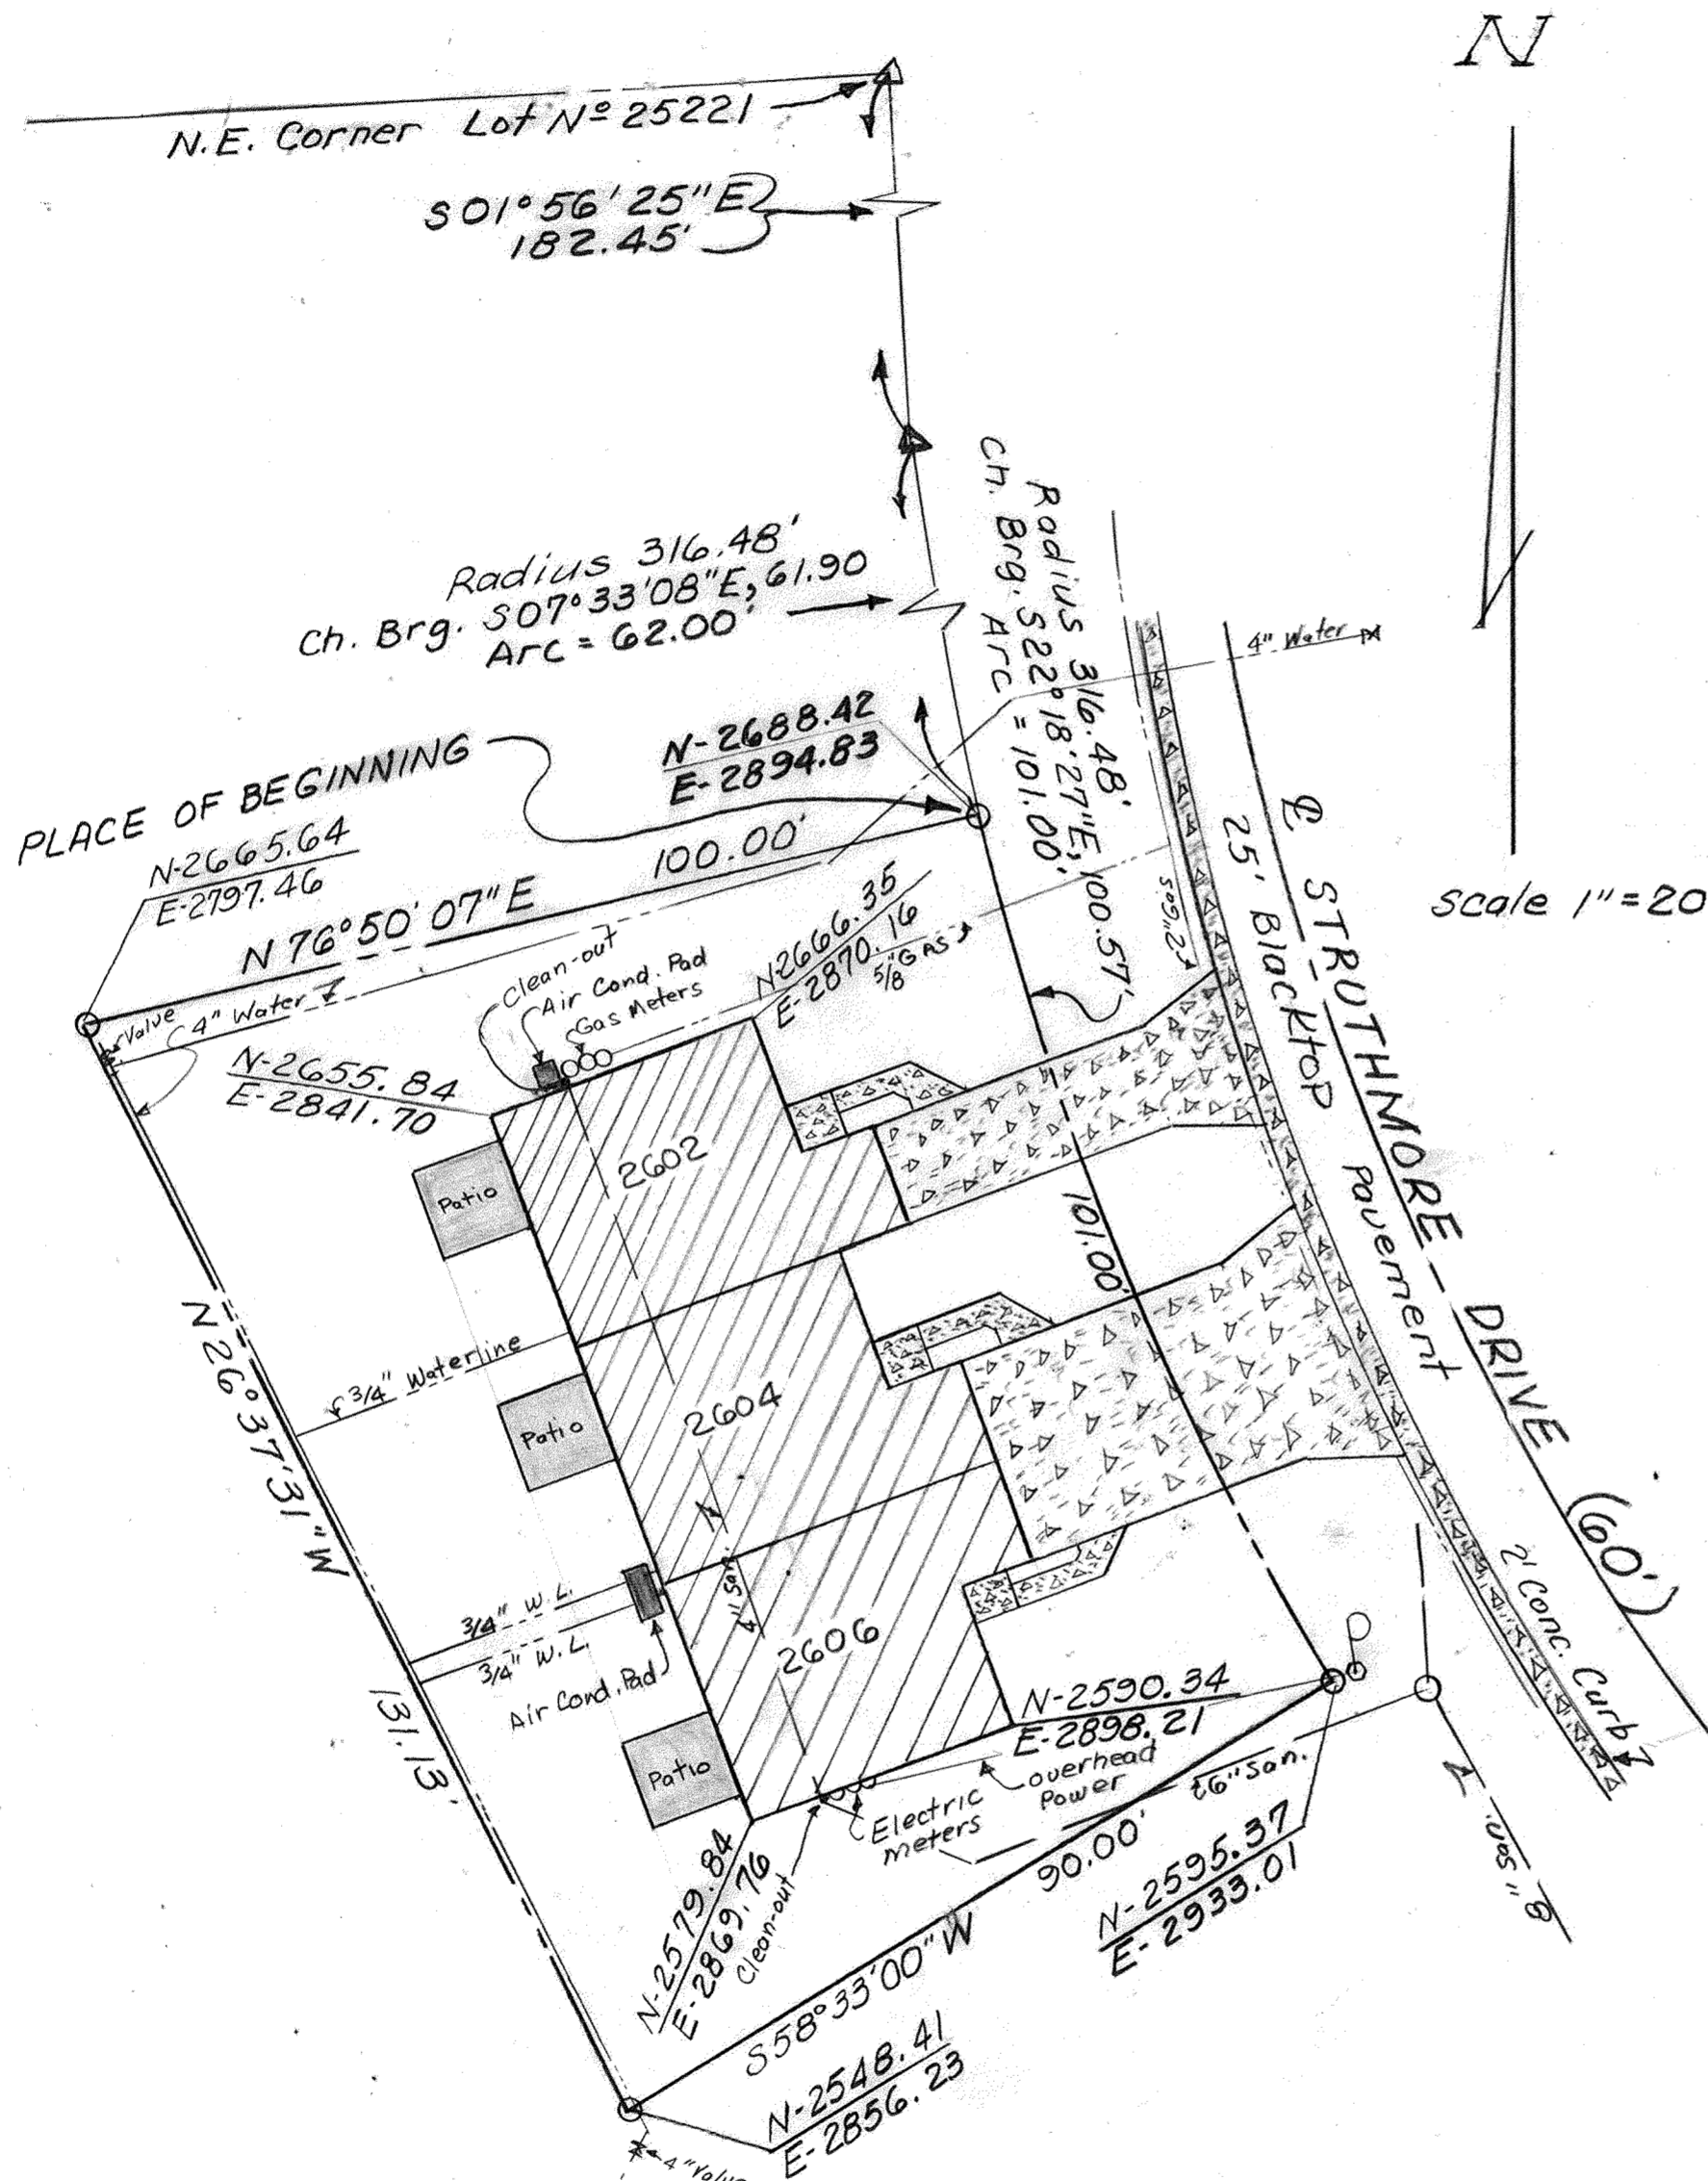 N
N.E. Corner Lot Nº 25221
S01°56'25"E
182.45'
Radius 316.48'
Ch. Brg. S07°33'08"E, 61.90
Arc = 62.00'
Radius 316.48'
Ch. Brg. S22°18'27"E, 100.57'
Arc = 101.00'
4" Water
N-2688.42
E-2894.83
PLACE OF BEGINNING
N-2665.64
E-2797.46
N 76°50'07"E 100.00'
Scale 1"=20
₵ STRUTHMORE - DRIVE (60')
25' Blacktop Pavement
2" Gas
N-2666.35
E-2870.16
5/8" GAS
Clean-out
Air Cond. Pad
Gas Meters
Valve
4" Water
N-2655.84
E-2841.70
2602
Patio
101.00'
N 26°37'31"W
131.13'
3/4" Waterline
2604
Patio
4" San.
3/4" W.L.
3/4" W.L.
Air Cond. Pad
2606
Patio
2' Conc. Curb
N-2590.34
E-2898.21
overhead
Power
Electric
meters
6" San.
8" San.
90.00'
N-2595.37
E-2933.01
N-2579.84
E-2869.76
Clean-out
S58°33'00"W
N-2548.41
E-2856.23
4" Valve